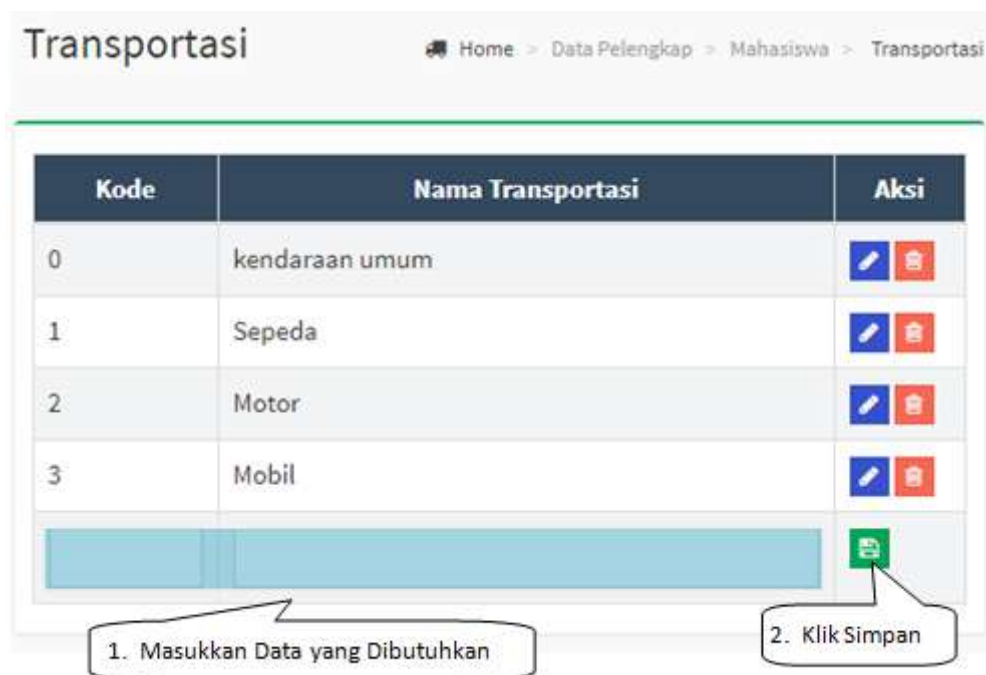 Transportasi
Home > Data Pelengkap > Mahasiswa > Transportasi
Kode Nama Transportasi Aksi
0 kendaraan umum
1 Sepeda
2 Motor
3 Mobil
1. Masukkan Data yang Dibutuhkan
2. Klik Simpan